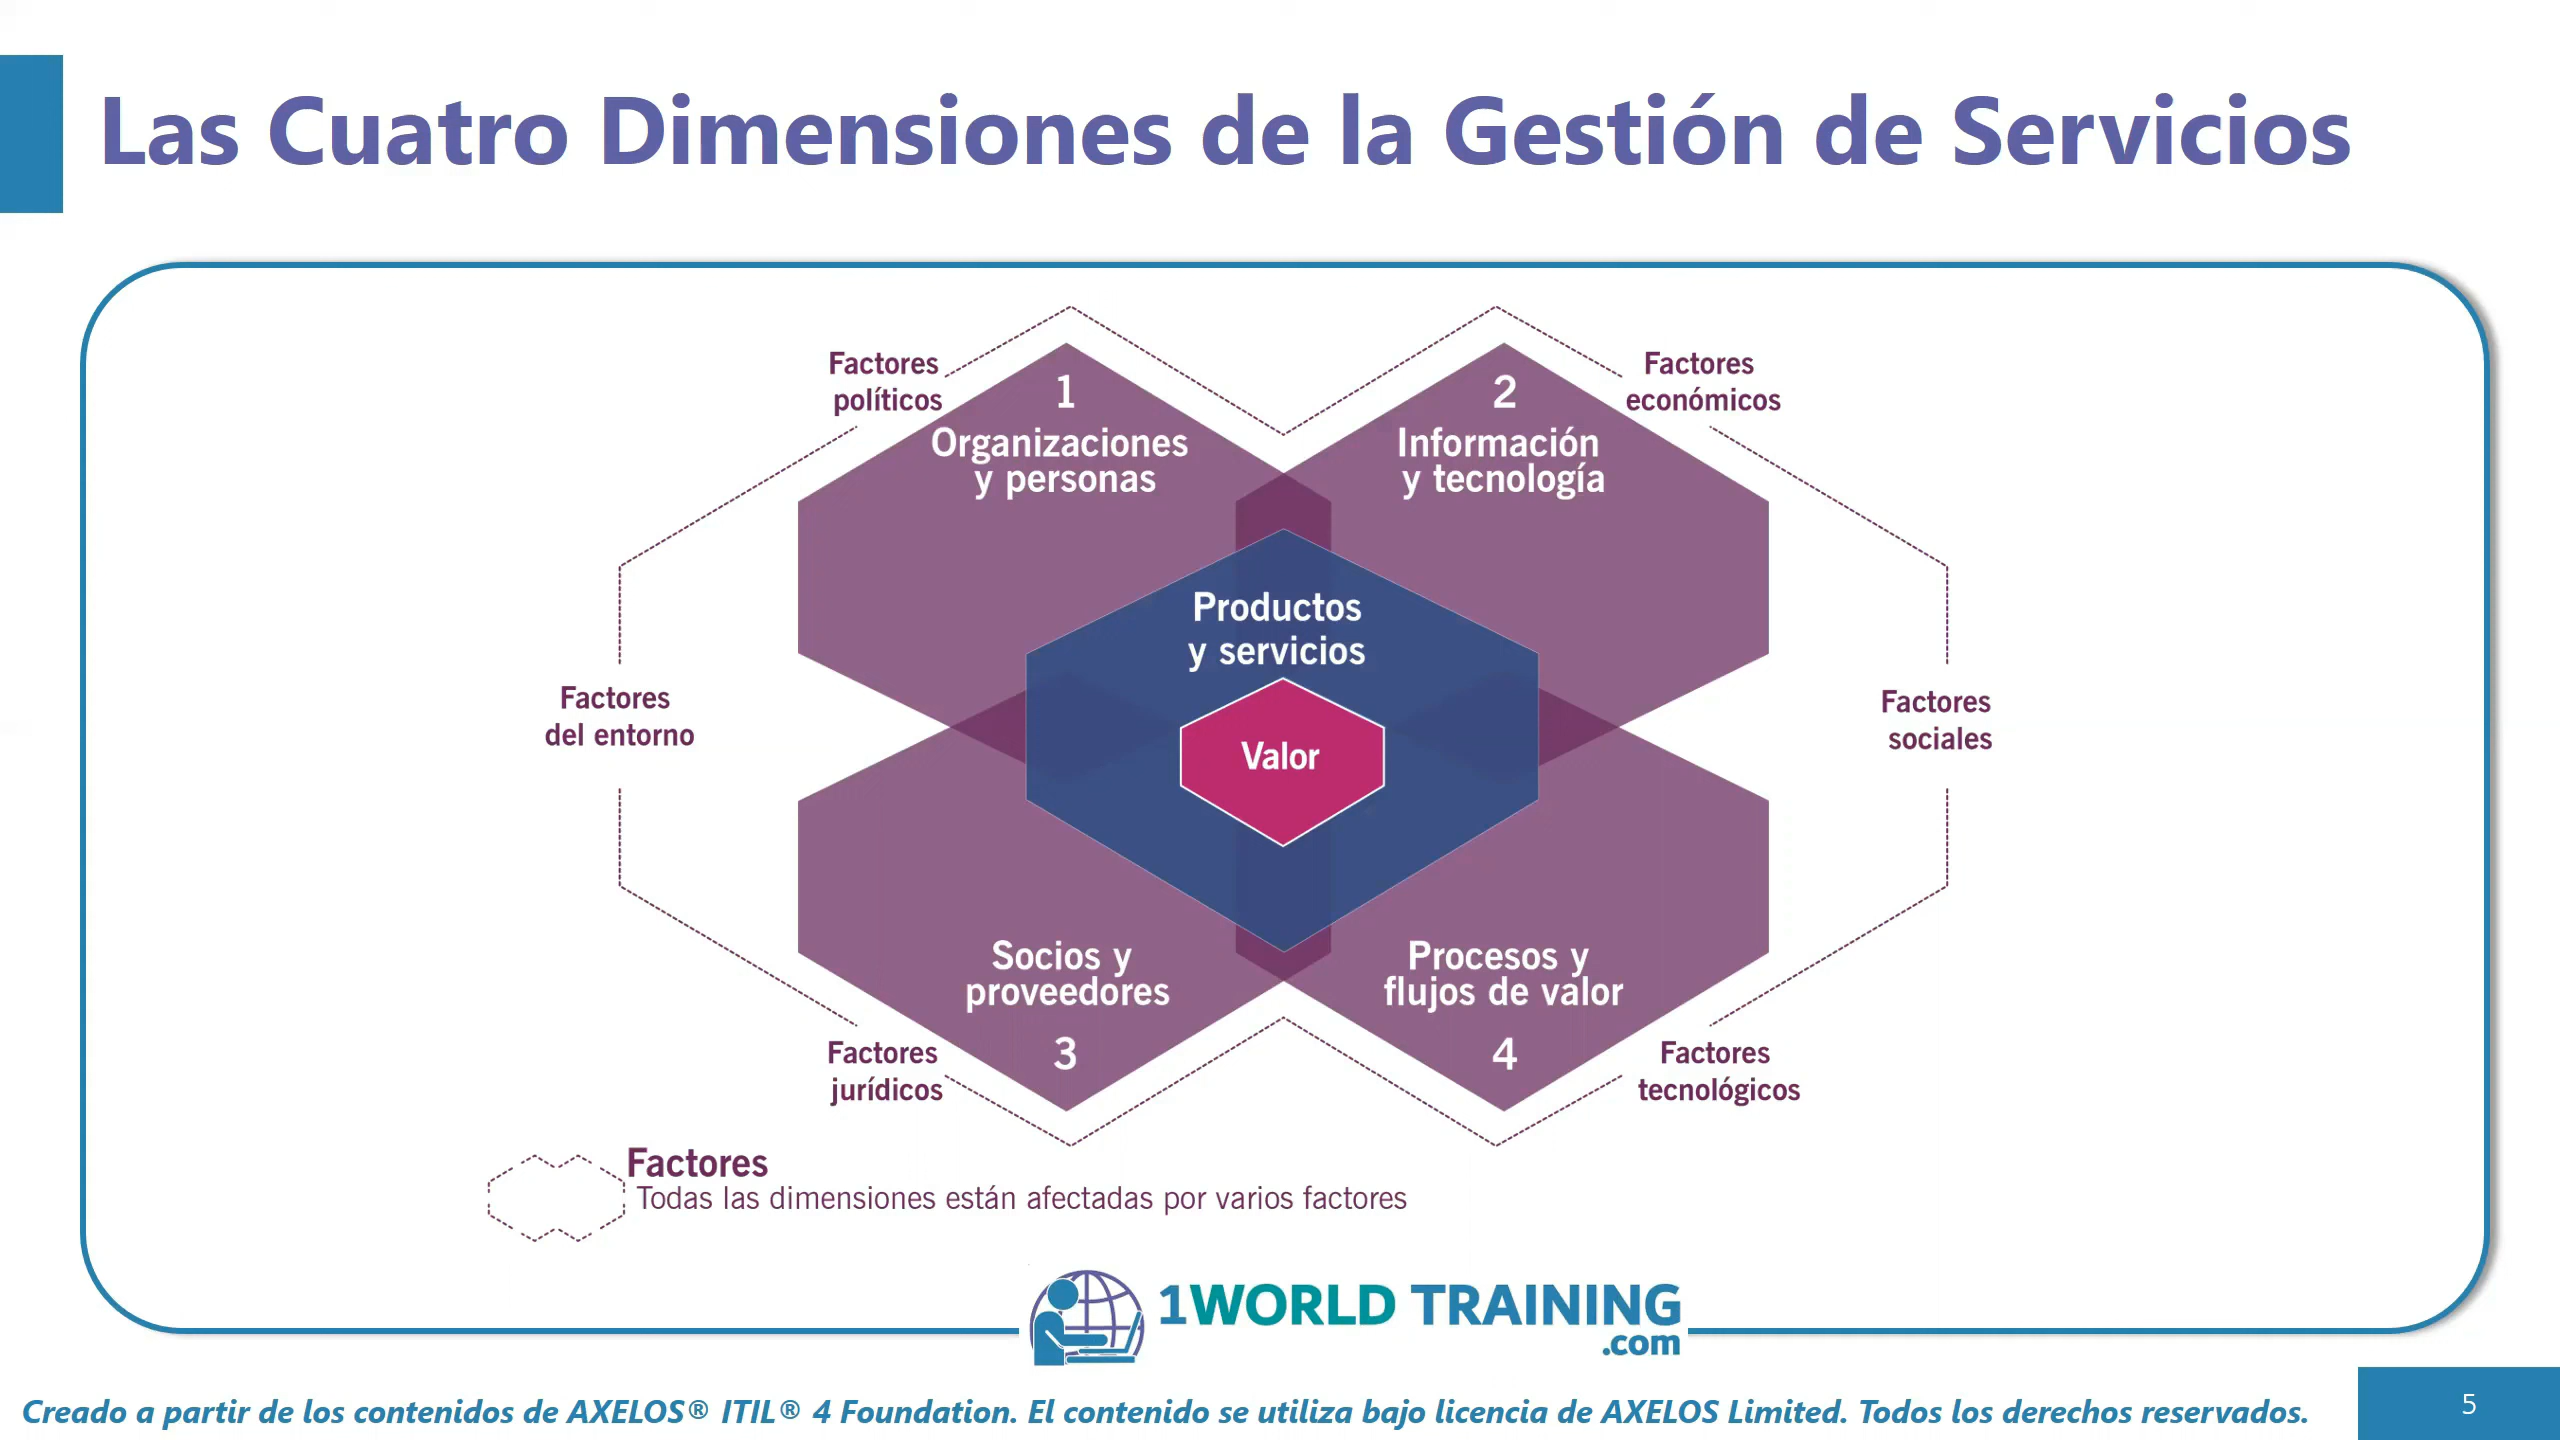 Las Cuatro Dimensiones de la Gestión de Servicios
Factores
políticos
1
Organizaciones
y personas
2
Información
y tecnología
Factores
económicos
Productos
y servicios
Valor
Factores
del entorno
Factores
sociales
Socios y
proveedores
3
Procesos y
flujos de valor
4
Factores
jurídicos
Factores
tecnológicos
Factores
Todas las dimensiones están afectadas por varios factores
1WORLD TRAINING
.com
Creado a partir de los contenidos de AXELOS® ITIL® 4 Foundation. El contenido se utiliza bajo licencia de AXELOS Limited. Todos los derechos reservados.
5